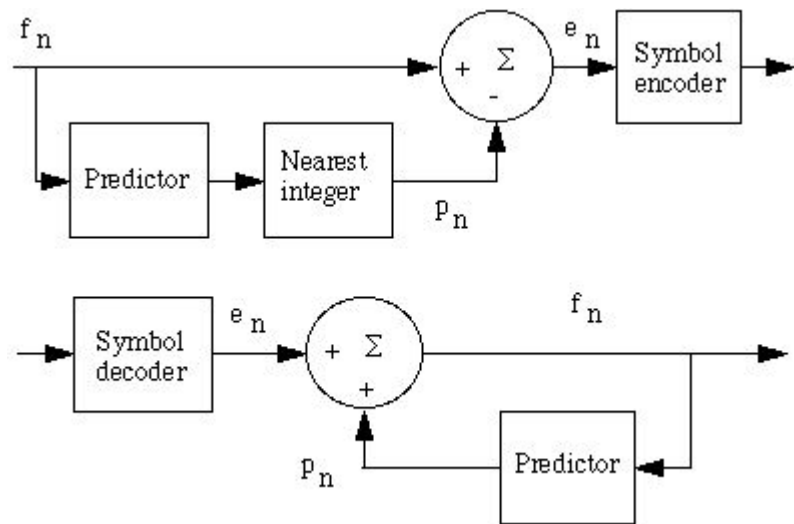 f n
e n
+ Σ
-
Symbol
encoder
Predictor
Nearest
integer
p n
Symbol
decoder
e n
+ Σ
+
f n
p n
Predictor